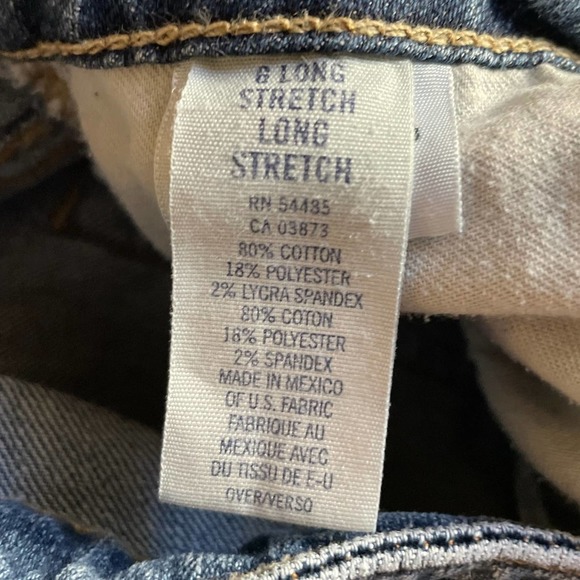 & LONG
STRETCH
LONG
STRETCH
RN 54485
CA 03873
80% COTTON
18% POLYESTER
2% LYCRA SPANDEX
80% COTON
18% POLYESTER
2% SPANDEX
MADE IN MEXICO
OF U.S. FABRIC
FABRIQUE AU
MEXIQUE AVEC
DU TISSU DE E-U
OVER/VERSO